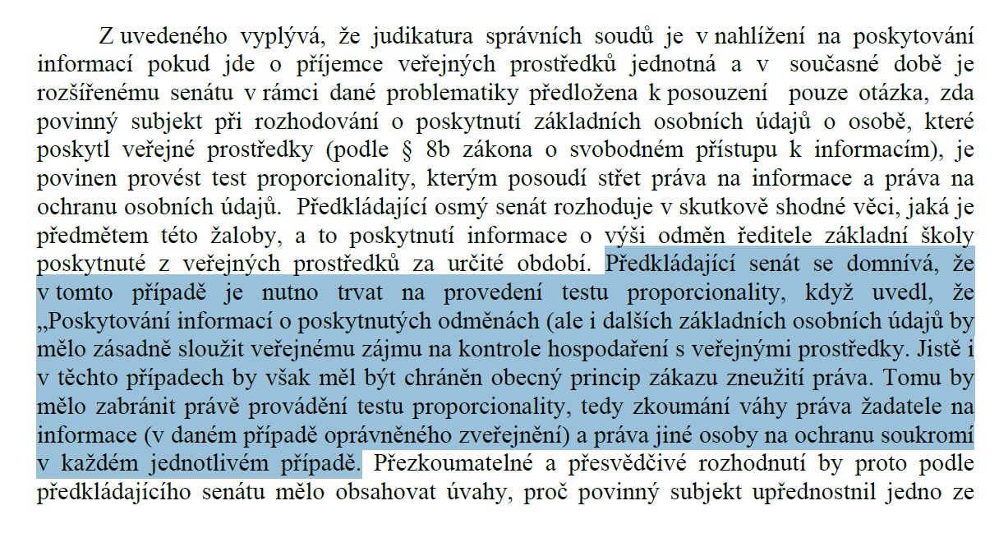 Z uvedeného vyplývá, že judikatura správních soudů je v nahlížení na poskytování
informací pokud jde o příjemce veřejných prostředků jednotná a v současné době je
rozšířenému senátu v rámci dané problematiky předložena k posouzení pouze otázka, zda
povinný subjekt při rozhodování o poskytnutí základních osobních údajů o osobě, které
poskytl veřejné prostředky (podle § 8b zákona o svobodném přístupu k informacím), je
povinen provést test proporcionality, kterým posoudí střet práva na informace a práva na
ochranu osobních údajů. Předkládající osmý senát rozhoduje v skutkově shodné věci, jaká je
předmětem této žaloby, a to poskytnutí informace o výši odměn ředitele základní školy
poskytnuté z veřejných prostředků za určité období. Předkládající senát se domnívá, že
v tomto případě je nutno trvat na provedení testu proporcionality, když uvedl, že
„Poskytování informací o poskytnutých odměnách (ale i dalších základních osobních údajů by
mělo zásadně sloužit veřejnému zájmu na kontrole hospodaření s veřejnými prostředky. Jistě i
v těchto případech by však měl být chráněn obecný princip zákazu zneužití práva. Tomu by
mělo zabránit právě provádění testu proporcionality, tedy zkoumání váhy práva žadatele na
informace (v daném případě oprávněného zveřejnění) a práva jiné osoby na ochranu soukromí
v každém jednotlivém případě. Přezkoumatelné a přesvědčivé rozhodnutí by proto podle
předkládajícího senátu mělo obsahovat úvahy, proč povinný subjekt upřednostnil jedno ze